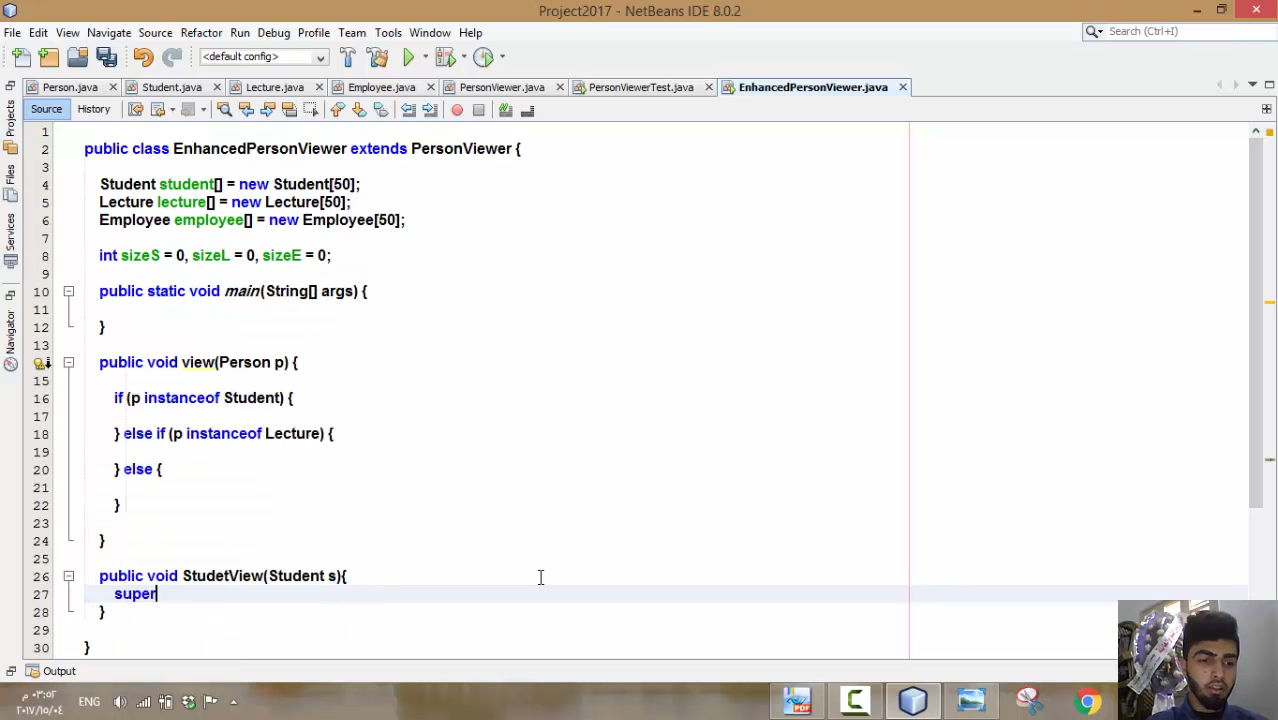 Project2017 - NetBeans IDE 8.0.2
File Edit View Navigate Source Refactor Run Debug Profile Team Tools Window Help
Search (Ctrl+I)
<default config>
Person.java Student.java Lecture.java Employee.java PersonViewer.java PersonViewerTest.java EnhancedPersonViewer.java
Source History
Projects
Files
Services
Navigator
1
2 public class EnhancedPersonViewer extends PersonViewer {
3
4 Student student[] = new Student[50];
5 Lecture lecture[] = new Lecture[50];
6 Employee employee[] = new Employee[50];
7
8 int sizeS = 0, sizeL = 0, sizeE = 0;
9
10 public static void main(String[] args) {
11
12 }
13
public void view(Person p) {
15
16 if (p instanceof Student) {
17
18 } else if (p instanceof Lecture) {
19
20 } else {
21
22 }
23
24 }
25
26 public void StudetView(Student s){
27 super
28 }
29
30 }
Output
ENG
٠٣:٥٢ م
٢٠١٧/١٠/٠٤
PDF